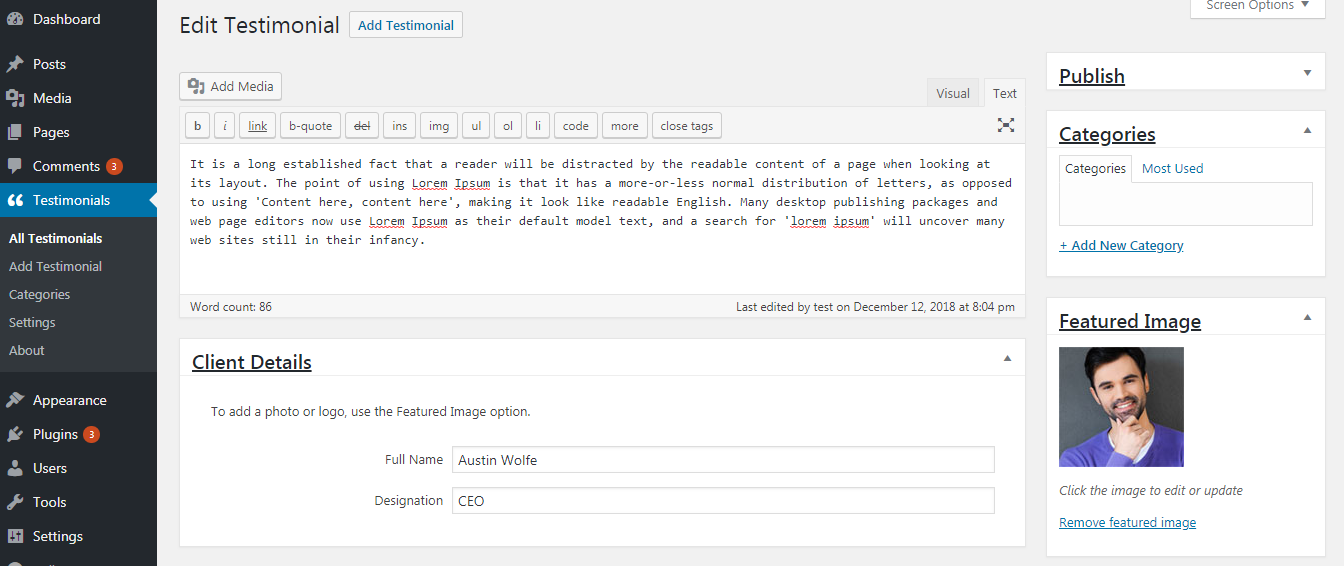 Dashboard
Posts
Media
Pages
Comments 3
Testimonials
All Testimonials
Add Testimonial
Categories
Settings
About
Appearance
Plugins 3
Users
Tools
Settings
Edit Testimonial Add Testimonial
Screen Options
Add Media
Visual Text
b i link b-quote del ins img ul ol li code more close tags
It is a long established fact that a reader will be distracted by the readable content of a page when looking at
its layout. The point of using Lorem Ipsum is that it has a more-or-less normal distribution of letters, as opposed
to using 'Content here, content here', making it look like readable English. Many desktop publishing packages and
web page editors now use Lorem Ipsum as their default model text, and a search for 'lorem ipsum' will uncover many
web sites still in their infancy.
Word count: 86 Last edited by test on December 12, 2018 at 8:04 pm
Client Details
To add a photo or logo, use the Featured Image option.
Full Name Austin Wolfe
Designation CEO
Publish
Categories
Categories Most Used
+ Add New Category
Featured Image
Click the image to edit or update
Remove featured image